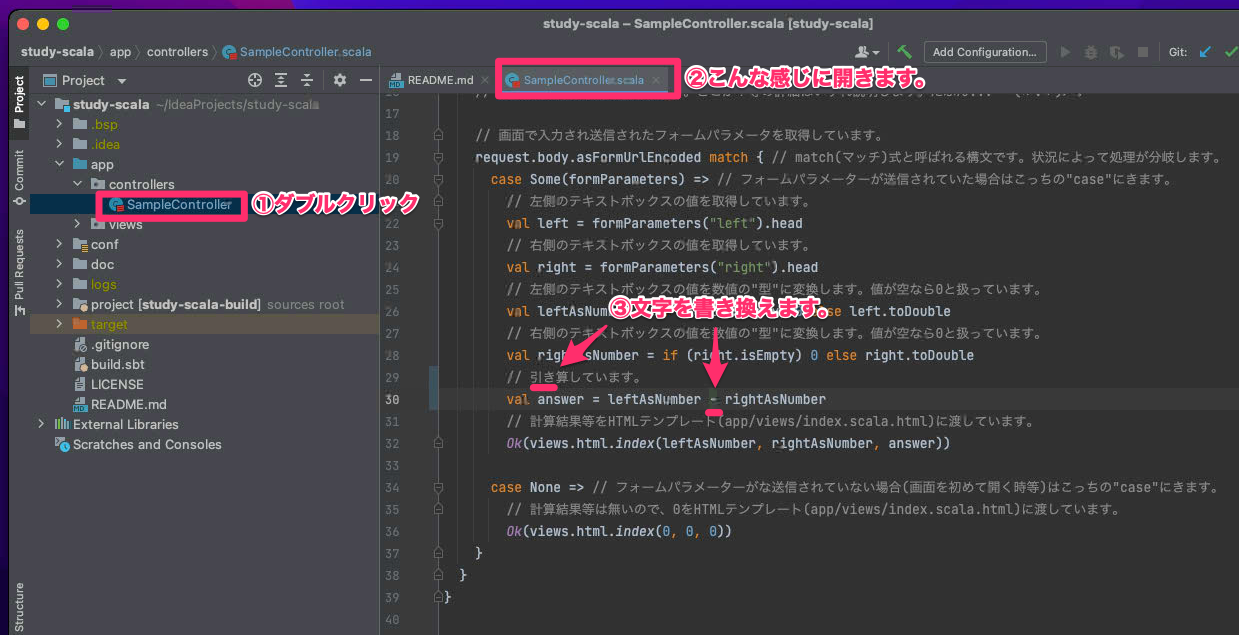 study-scala – SampleController.scala [study-scala]
study-scala 〉 app 〉 controllers 〉 SampleController.scala
Add Configuration...
Git:
Project
README.md ×
SampleController.scala ×
②こんな感じに開きます。
Project
Commit
Pull Requests
Structure
study-scala ~/IdeaProjects/study-scala
.bsp
.idea
app
controllers
SampleController
①ダブルクリック
views
conf
doc
logs
project [study-scala-build] sources root
target
.gitignore
build.sbt
LICENSE
README.md
External Libraries
Scratches and Consoles
17
18 // 画面で入力され送信されたフォームパラメータを取得しています。
19 request.body.asFormUrlEncoded match { // match(マッチ)式と呼ばれる構文です。状況によって処理が分岐します。
20 case Some(formParameters) => // フォームパラメーターが送信されていた場合はこっちの"case"にきます。
21 // 左側のテキストボックスの値を取得しています。
22 val left = formParameters("left").head
23 // 右側のテキストボックスの値を取得しています。
24 val right = formParameters("right").head
25 // 左側のテキストボックスの値を数値の"型"に変換します。値が空なら0と扱っています。
③文字を書き換えます。
26 val leftAsNum else left.toDouble
27 // 右側のテキストボックスの値を数値の"型"に変換します。値が空なら0と扱っています。
28 val rightAsNumber = if (right.isEmpty) 0 else right.toDouble
29 // 引き算しています。
30 val answer = leftAsNumber - rightAsNumber
31 // 計算結果等をHTMLテンプレート(app/views/index.scala.html)に渡しています。
32 Ok(views.html.index(leftAsNumber, rightAsNumber, answer))
33
34 case None => // フォームパラメーターがな送信されていない場合(画面を初めて開く時等)はこっちの"case"にきます。
35 // 計算結果等は無いので、0をHTMLテンプレート(app/views/index.scala.html)に渡しています。
36 Ok(views.html.index(0, 0, 0))
37 }
38 }
39 }
40